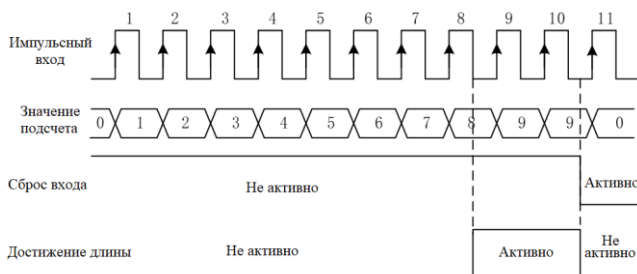 1 2 3 4 5 6 7 8 9 10 11
Импульсный
вход
Значение
подсчета
0 1 2 3 4 5 6 7 8 9 9 0
Сброс входа
Не активно
Активно
Достижение длины
Не активно
Активно
Не
активно